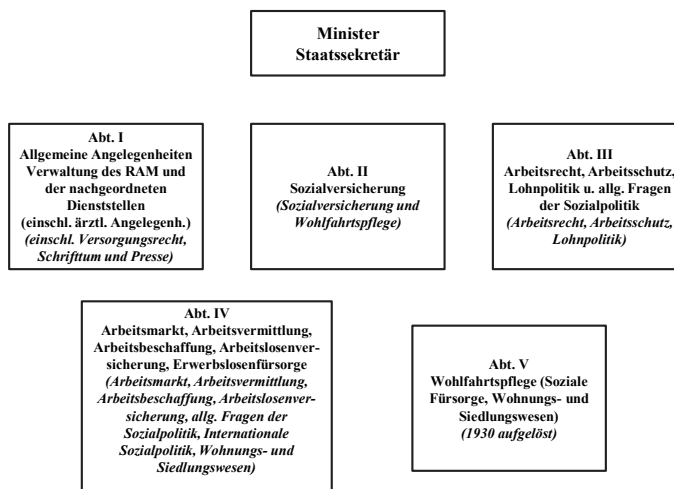 Minister
Staatssekretär
Abt. I
Allgemeine Angelegenheiten
Verwaltung des RAM und
der nachgeordneten
Dienststellen
(einschl. ärztl. Angelegenh.)
(einschl. Versorgungsrecht,
Schrifttum und Presse)
Abt. II
Sozialversicherung
(Sozialversicherung und
Wohlfahrtspflege)
Abt. III
Arbeitsrecht, Arbeitsschutz,
Lohnpolitik u. allg. Fragen
der Sozialpolitik
(Arbeitsrecht, Arbeitsschutz,
Lohnpolitik)
Abt. IV
Arbeitsmarkt, Arbeitsvermittlung,
Arbeitsbeschaffung, Arbeitslosenver-
sicherung, Erwerbslosenfürsorge
(Arbeitsmarkt, Arbeitsvermittlung,
Arbeitsbeschaffung, Arbeitslosenver-
sicherung, allg. Fragen der
Sozialpolitik, Internationale
Sozialpolitik, Wohnungs- und
Siedlungswesen)
Abt. V
Wohlfahrtspflege (Soziale
Fürsorge, Wohnungs- und
Siedlungswesen)
(1930 aufgelöst)